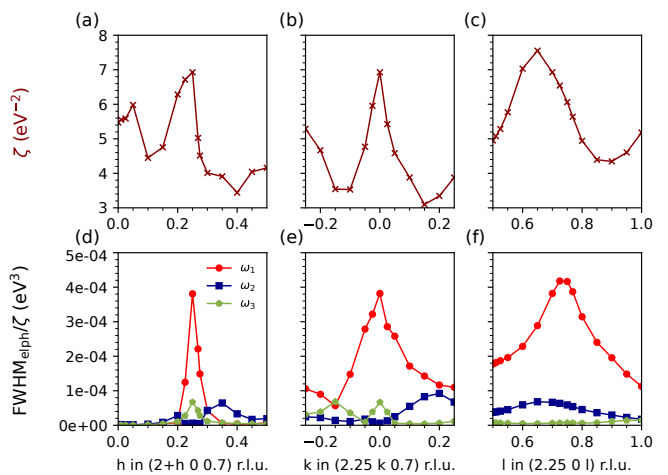 (a)
(b)
(c)
8
7
6
5
4
3
ζ (eV⁻²)
0.0 0.2 0.4
−0.2 0.0 0.2
0.6 0.8 1.0
(d)
(e)
(f)
5e-04
4e-04
3e-04
2e-04
1e-04
0e+00
FWHM_elph/ζ (eV³)
ω₁
ω₂
ω₃
0.0 0.2 0.4
−0.2 0.0 0.2
0.6 0.8 1.0
h in (2+h 0 0.7) r.l.u.
k in (2.25 k 0.7) r.l.u.
l in (2.25 0 l) r.l.u.